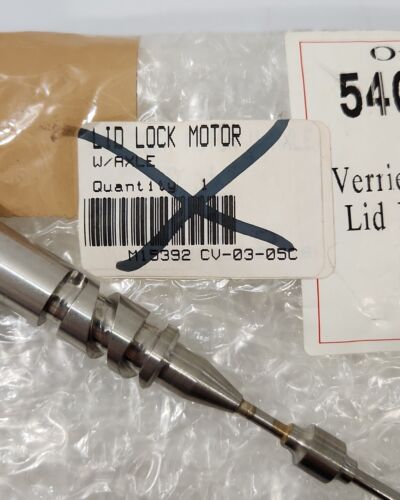 LID LOCK MOTOR
W/AXLE
Quantity 1
M15392 CV-03-05C
540
Verrie
Lid